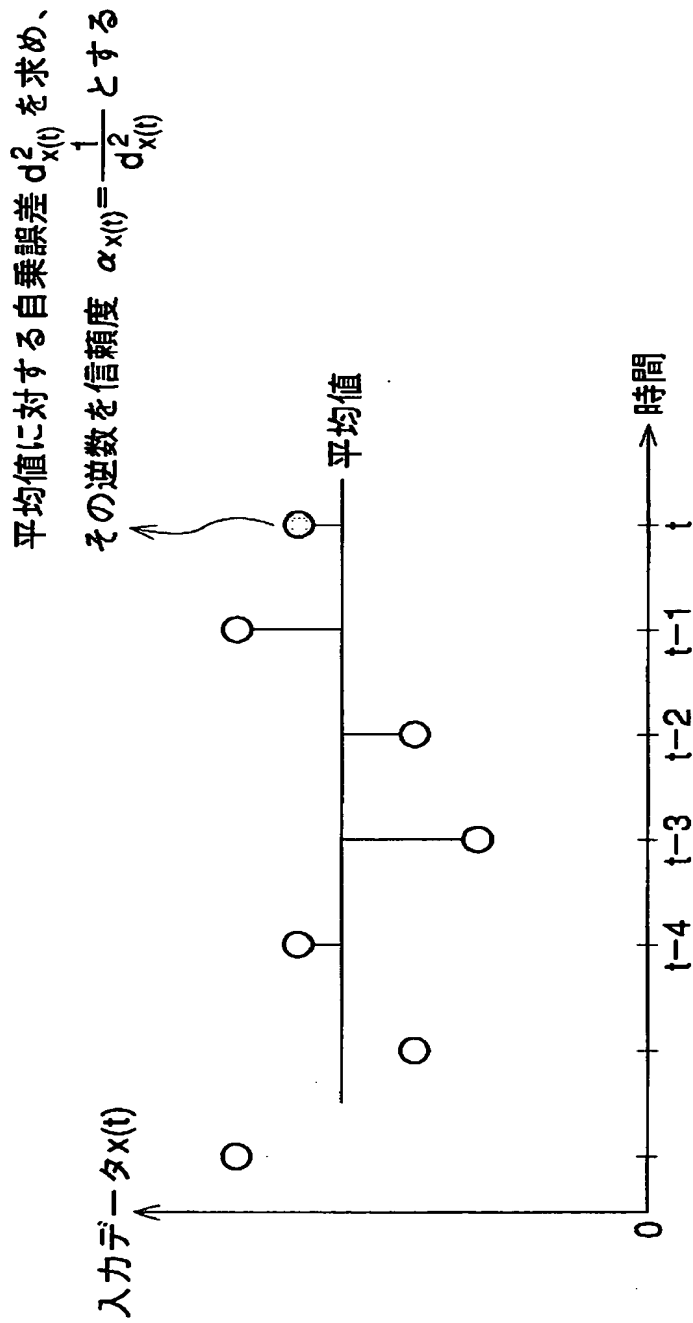 平均値に対する自乗誤差 d²x(t) を求め、
その逆数を信頼度 αx(t)=1/d²x(t) とする
入力データx(t)
平均値
0
t−4
t−3
t−2
t−1
t
時間